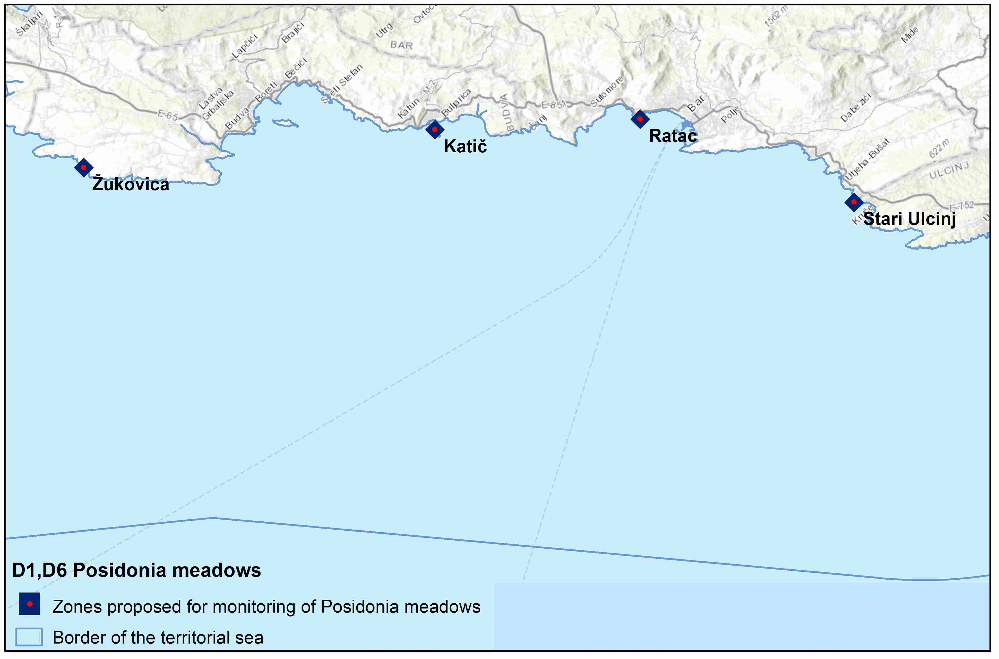 Škaljari
R-1
Lapčići
Brajići
Utrg
BAR
1562 m
Mide
Lastva
Grbaljska
Budva
Boreti
Bečići
Sveti Stefan
Katun
M-2
Buljarica
BUDVA
E-851
Sutomore
Bar
Polje
Dabezići
E-65
Utjeha-Bušat
622 m
ULCINJ
E-752
Kruče
Žukovica
Katič
Ratac
Stari Ulcinj
D1,D6 Posidonia meadows
Zones proposed for monitoring of Posidonia meadows
Border of the territorial sea